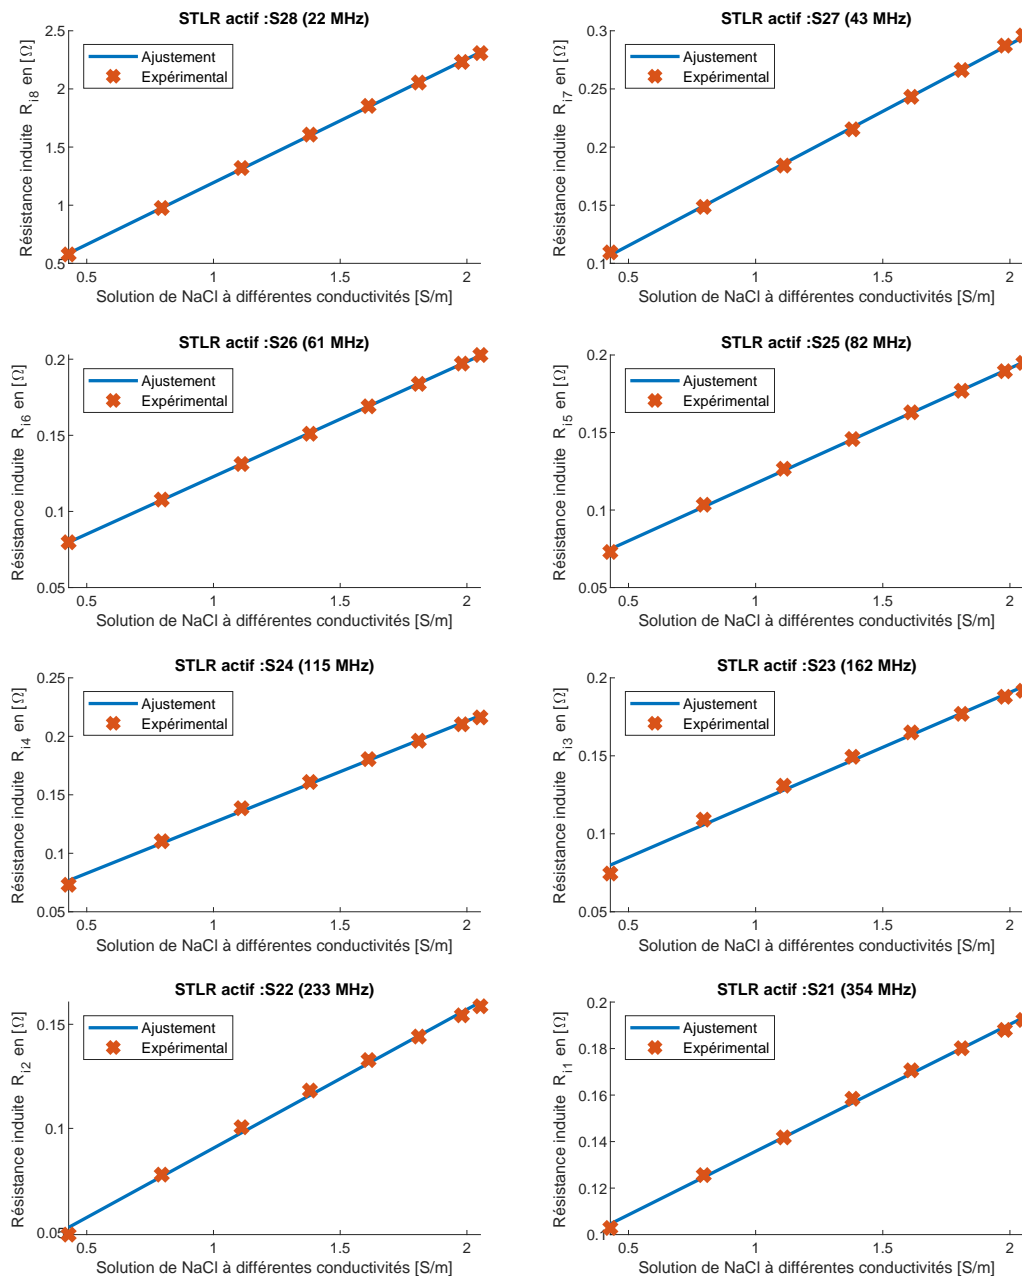 STLR actif :S28 (22 MHz)
Résistance induite R_i8 en [Ω]
2.5
2
1.5
1
0.5
Ajustement
Expérimental
0.5 1 1.5 2
Solution de NaCl à différentes conductivités [S/m]
STLR actif :S27 (43 MHz)
Résistance induite R_i7 en [Ω]
0.3
0.25
0.2
0.15
0.1
Ajustement
Expérimental
0.5 1 1.5 2
Solution de NaCl à différentes conductivités [S/m]
STLR actif :S26 (61 MHz)
Résistance induite R_i6 en [Ω]
0.2
0.15
0.1
0.05
Ajustement
Expérimental
0.5 1 1.5 2
Solution de NaCl à différentes conductivités [S/m]
STLR actif :S25 (82 MHz)
Résistance induite R_i5 en [Ω]
0.2
0.15
0.1
0.05
Ajustement
Expérimental
0.5 1 1.5 2
Solution de NaCl à différentes conductivités [S/m]
STLR actif :S24 (115 MHz)
Résistance induite R_i4 en [Ω]
0.25
0.2
0.15
0.1
0.05
Ajustement
Expérimental
0.5 1 1.5 2
Solution de NaCl à différentes conductivités [S/m]
STLR actif :S23 (162 MHz)
Résistance induite R_i3 en [Ω]
0.2
0.15
0.1
0.05
Ajustement
Expérimental
0.5 1 1.5 2
Solution de NaCl à différentes conductivités [S/m]
STLR actif :S22 (233 MHz)
Résistance induite R_i2 en [Ω]
0.15
0.1
0.05
Ajustement
Expérimental
0.5 1 1.5 2
Solution de NaCl à différentes conductivités [S/m]
STLR actif :S21 (354 MHz)
Résistance induite R_i1 en [Ω]
0.2
0.18
0.16
0.14
0.12
0.1
Ajustement
Expérimental
0.5 1 1.5 2
Solution de NaCl à différentes conductivités [S/m]